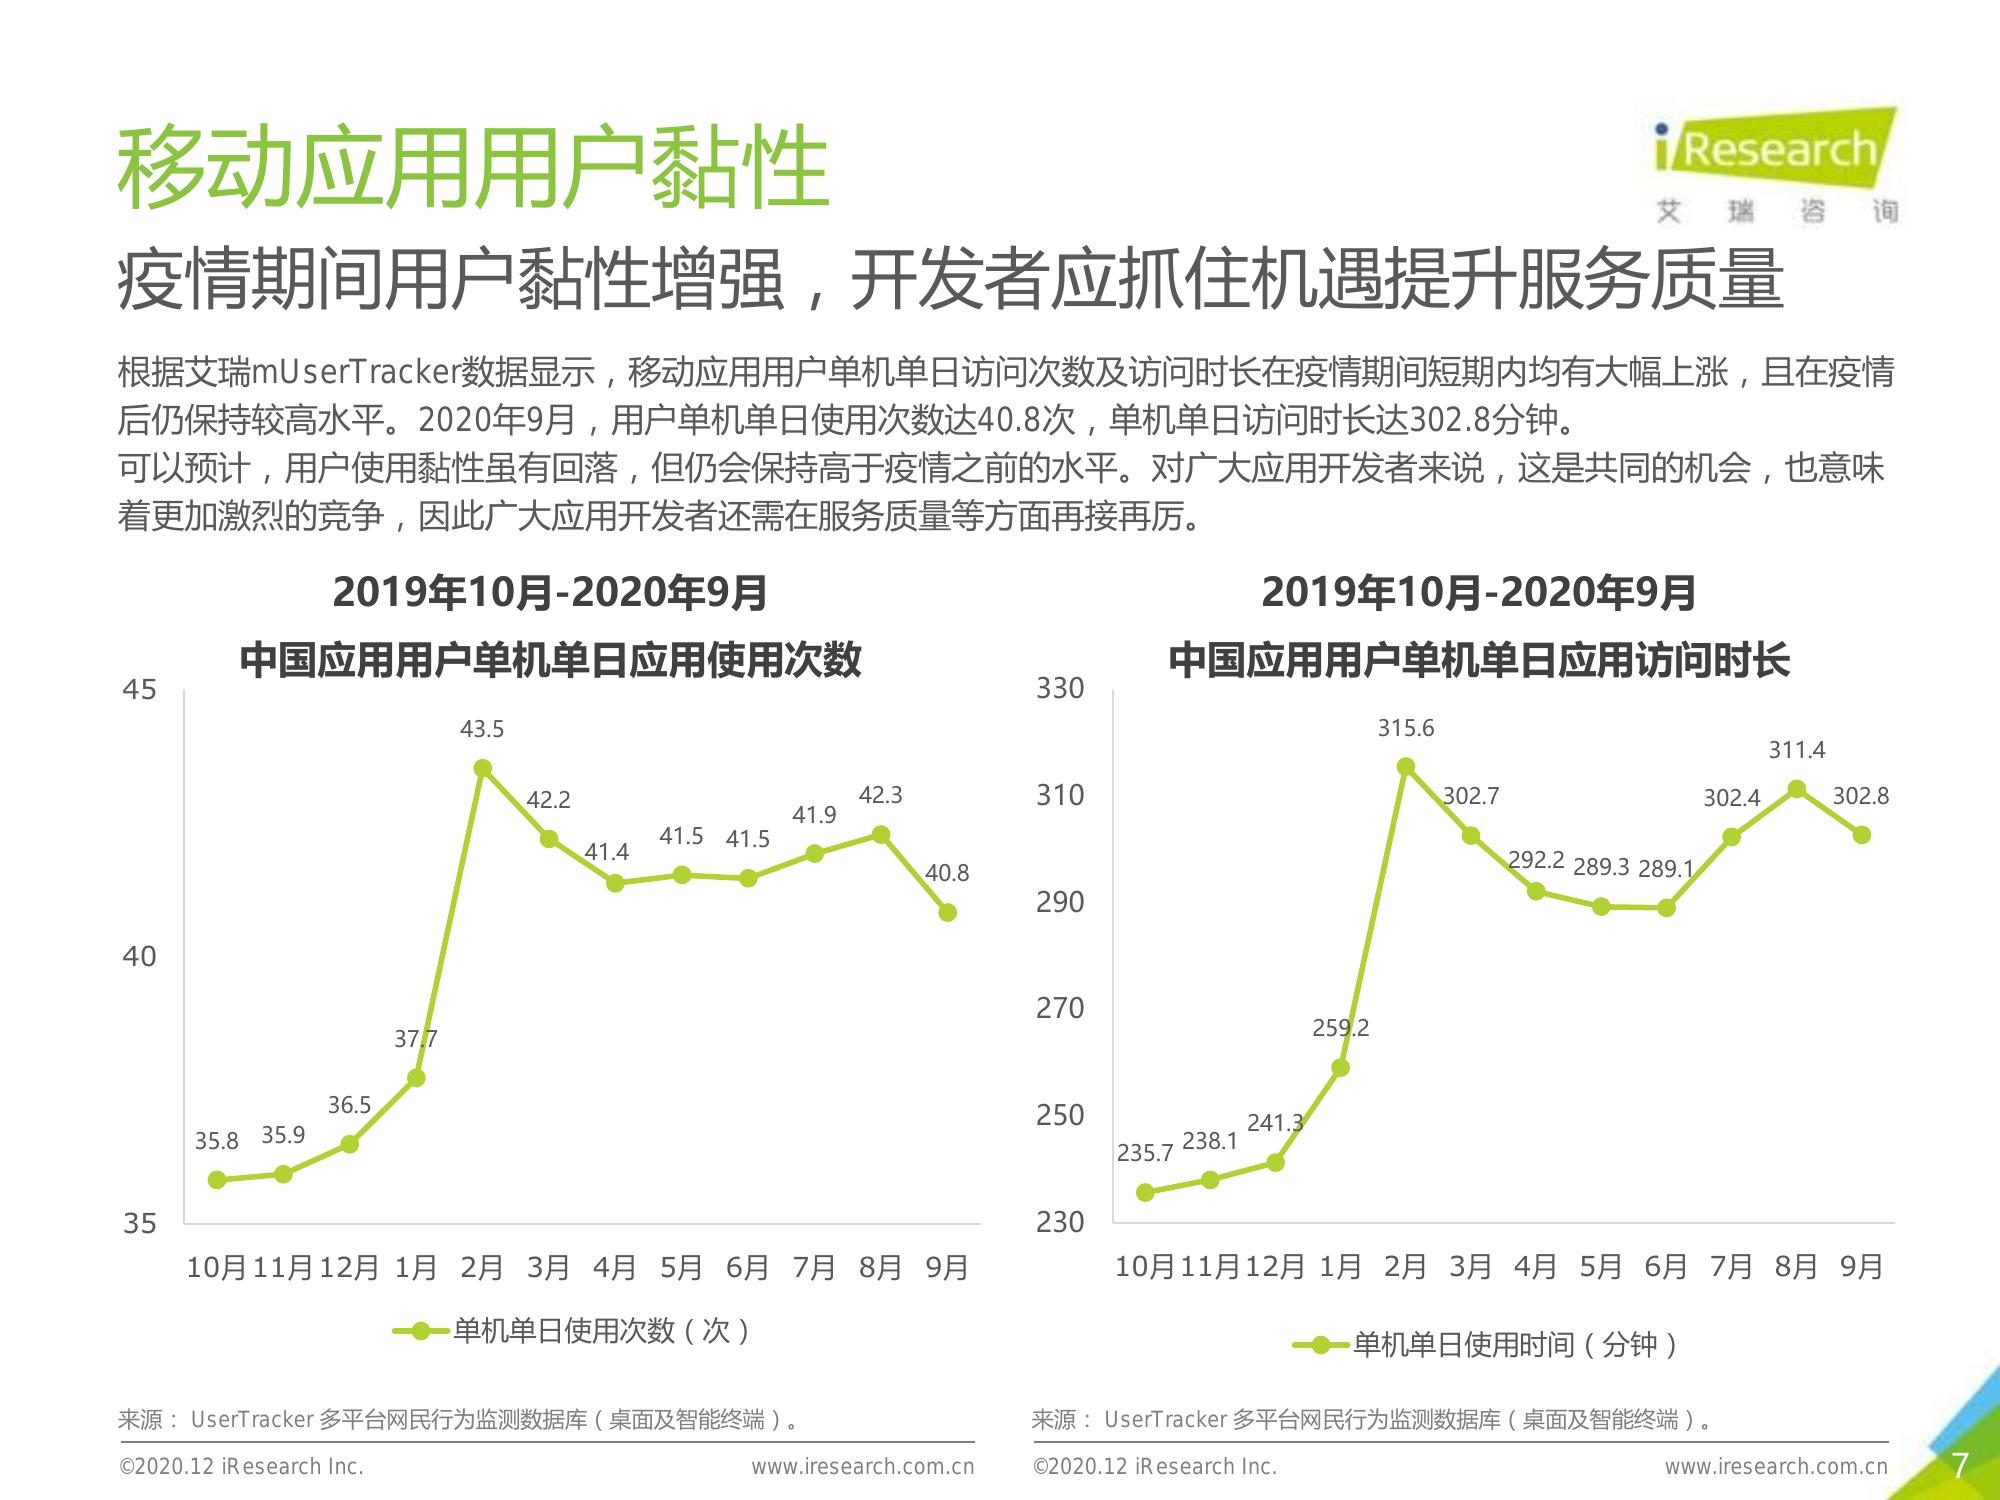 移动应用用户黏性
iResearch
艾瑞咨询
疫情期间用户黏性增强，开发者应抓住机遇提升服务质量
根据艾瑞mUserTracker数据显示，移动应用用户单机单日访问次数及访问时长在疫情期间短期内均有大幅上涨，且在疫情
后仍保持较高水平。2020年9月，用户单机单日使用次数达40.8次，单机单日访问时长达302.8分钟。
可以预计，用户使用黏性虽有回落，但仍会保持高于疫情之前的水平。对广大应用开发者来说，这是共同的机会，也意味
着更加激烈的竞争，因此广大应用开发者还需在服务质量等方面再接再厉。
2019年10月-2020年9月
中国应用用户单机单日应用使用次数
45
40
35
35.8
35.9
36.5
37.7
43.5
42.2
41.4
41.5
41.5
41.9
42.3
40.8
10月 11月 12月 1月 2月 3月 4月 5月 6月 7月 8月 9月
单机单日使用次数（次）
2019年10月-2020年9月
中国应用用户单机单日应用访问时长
330
310
290
270
250
230
235.7
238.1
241.3
259.2
315.6
302.7
292.2
289.3
289.1
302.4
311.4
302.8
10月 11月 12月 1月 2月 3月 4月 5月 6月 7月 8月 9月
单机单日使用时间（分钟）
来源： UserTracker 多平台网民行为监测数据库（桌面及智能终端）。
来源： UserTracker 多平台网民行为监测数据库（桌面及智能终端）。
©2020.12 iResearch Inc.
www.iresearch.com.cn
©2020.12 iResearch Inc.
www.iresearch.com.cn
7